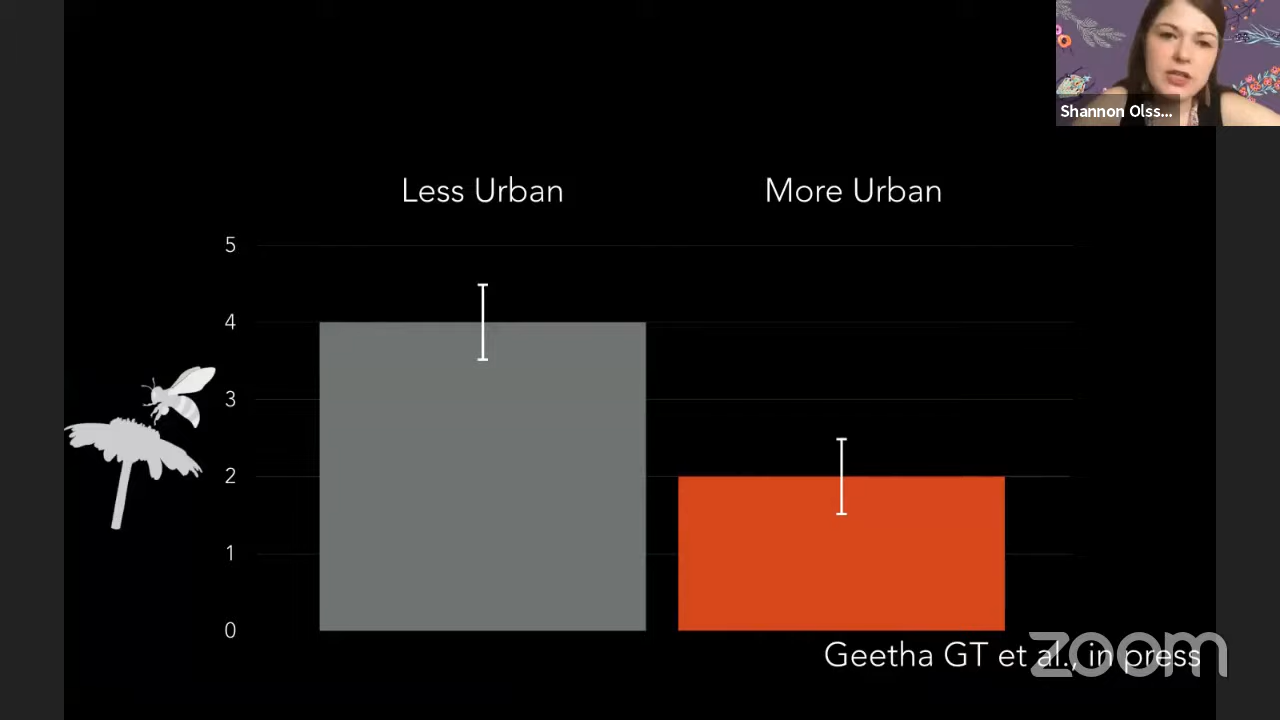 Shannon Olss...
Less Urban
More Urban
5
4
3
2
1
0
Geetha GT et al., in press
zoom